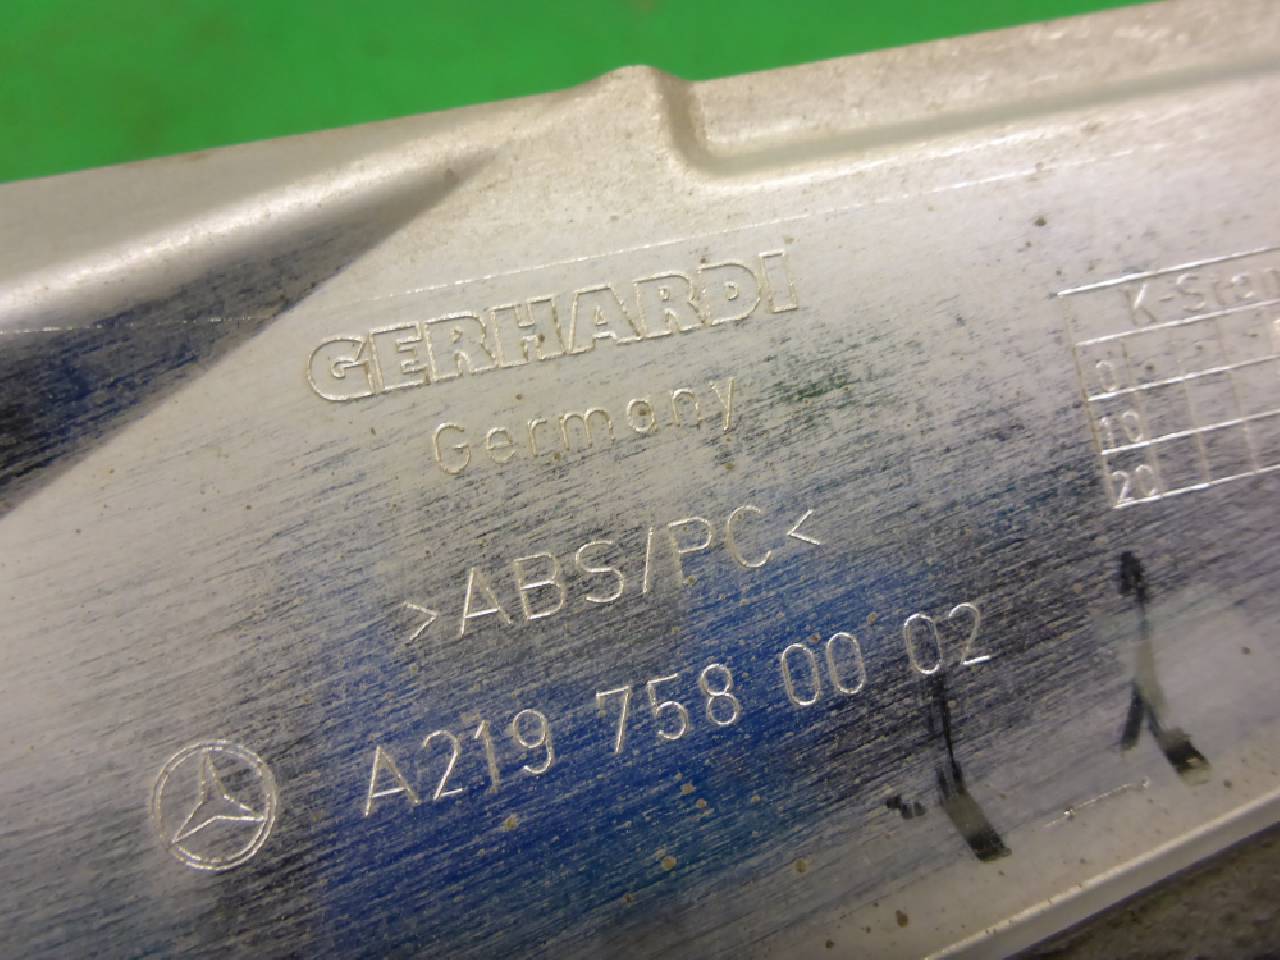 GERHARDI
Germany
>ABS/PC<
A219 758 00 02
0
10
20